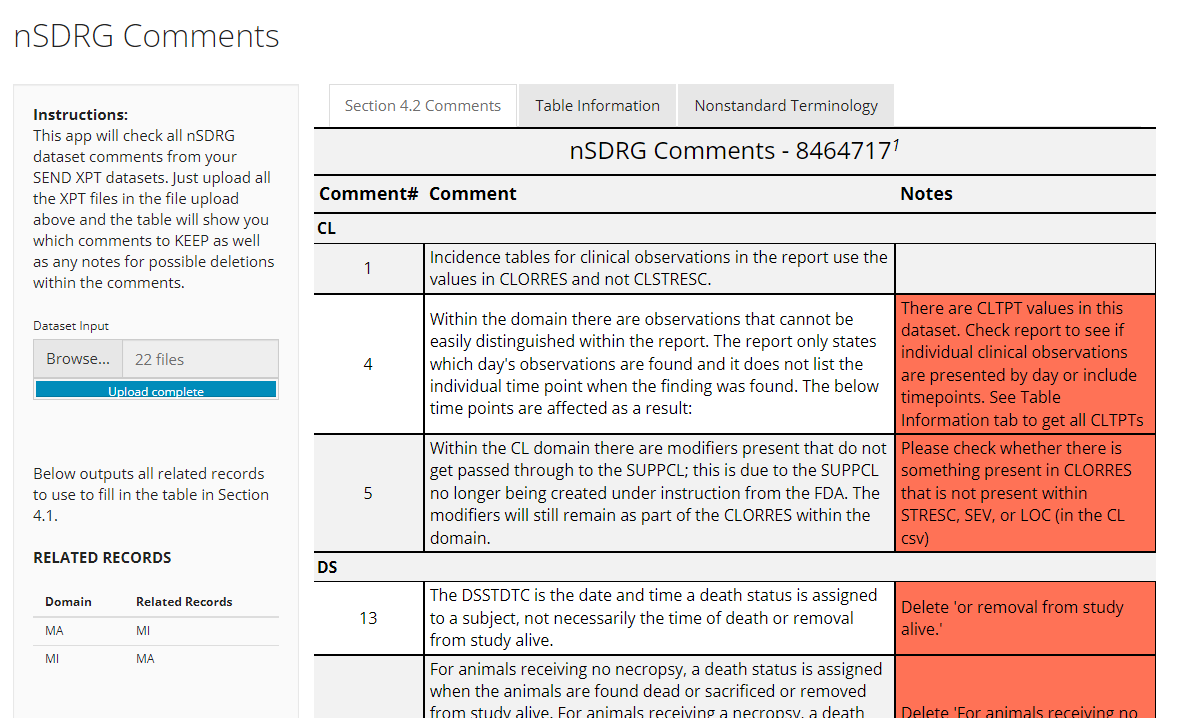 nSDRG Comments
Instructions:
This app will check all nSDRG
dataset comments from your
SEND XPT datasets. Just upload all
the XPT files in the file upload
above and the table will show you
which comments to KEEP as well
as any notes for possible deletions
within the comments.
Dataset Input
Browse... 22 files
Upload complete
Below outputs all related records
to use to fill in the table in Section
4.1.
RELATED RECORDS
Domain Related Records
MA MI
MI MA
Section 4.2 Comments Table Information Nonstandard Terminology
nSDRG Comments - 8464717¹
Comment# Comment Notes
CL
1
Incidence tables for clinical observations in the report use the
values in CLORRES and not CLSTRESC.
4
Within the domain there are observations that cannot be
easily distinguished within the report. The report only states
which day's observations are found and it does not list the
individual time point when the finding was found. The below
time points are affected as a result:
There are CLTPT values in this
dataset. Check report to see if
individual clinical observations
are presented by day or include
timepoints. See Table
Information tab to get all CLTPTs
5
Within the CL domain there are modifiers present that do not
get passed through to the SUPPCL; this is due to the SUPPCL
no longer being created under instruction from the FDA. The
modifiers will still remain as part of the CLORRES within the
domain.
Please check whether there is
something present in CLORRES
that is not present within
STRESC, SEV, or LOC (in the CL
csv)
DS
13
The DSSTDTC is the date and time a death status is assigned
to a subject, not necessarily the time of death or removal
from study alive.
Delete 'or removal from study
alive.'
For animals receiving no necropsy, a death status is assigned
when the animals are found dead or sacrificed or removed
from study alive. For animals receiving a necropsy, a death
Delete 'For animals receiving no